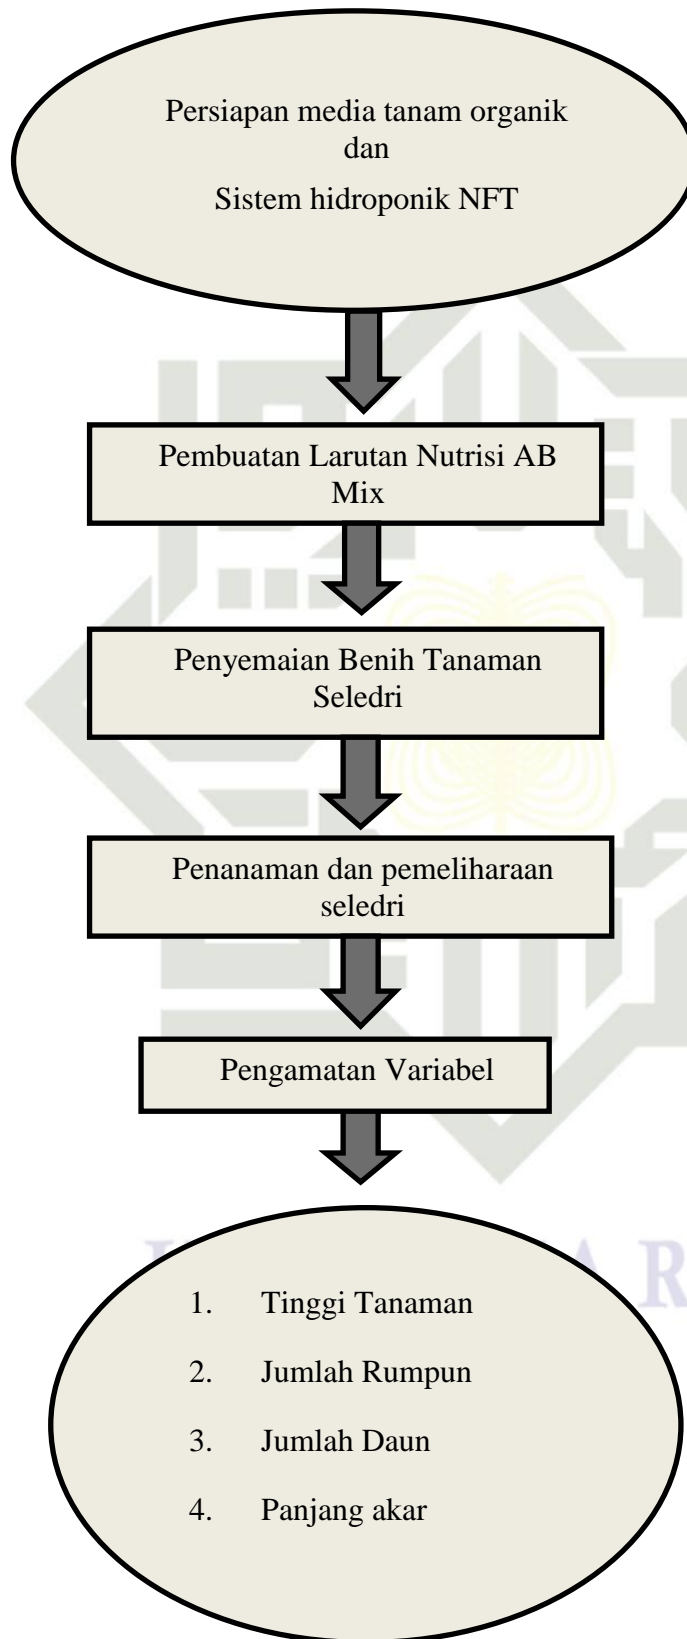 Persiapan media tanam organik
dan
Sistem hidroponik NFT
Pembuatan Larutan Nutrisi AB
Mix
Penyemaian Benih Tanaman
Seledri
Penanaman dan pemeliharaan
seledri
Pengamatan Variabel
1. Tinggi Tanaman
2. Jumlah Rumpun
3. Jumlah Daun
4. Panjang akar